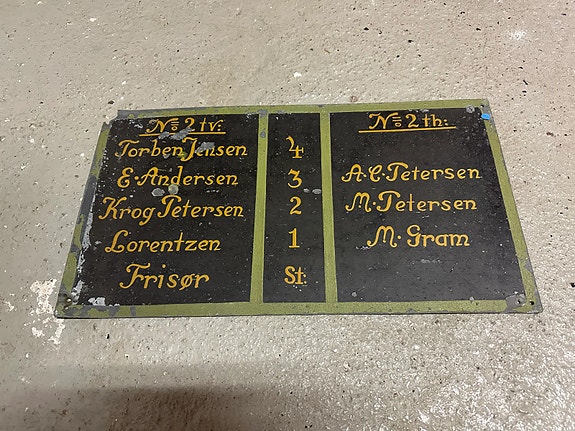 No 2 tv:
Torben Jensen
E. Andersen
Krog Petersen
Lorentzen
Frisør
4
3
2
1
St.
No 2 th:
A.C. Petersen
M. Petersen
M. Gram